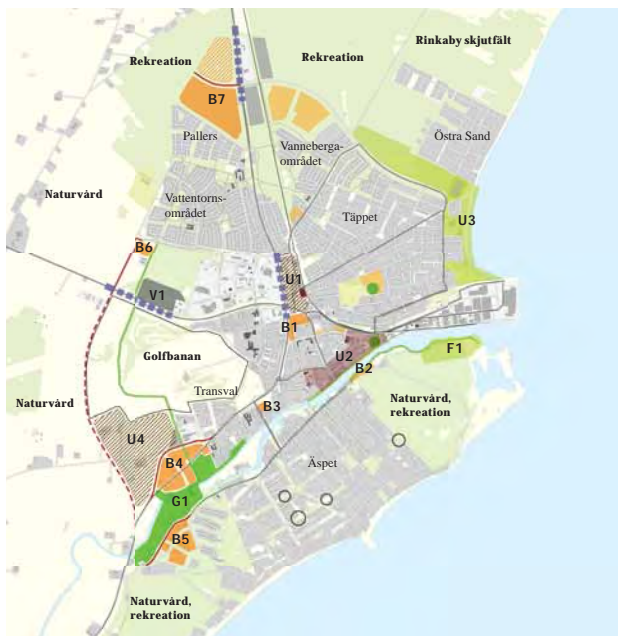 Rinkaby skjutfält
Rekreation
Rekreation
B7
Pallers
Östra Sand
Vanneberga-
området
Naturvård
Vattentorns-
området
Täppet
U3
B6
U1
V1
B1
U2
F1
Golfbanan
B2
Transval
Naturvård,
rekreation
Naturvård
B3
U4
B4
Äspet
G1
B5
Naturvård,
rekreation